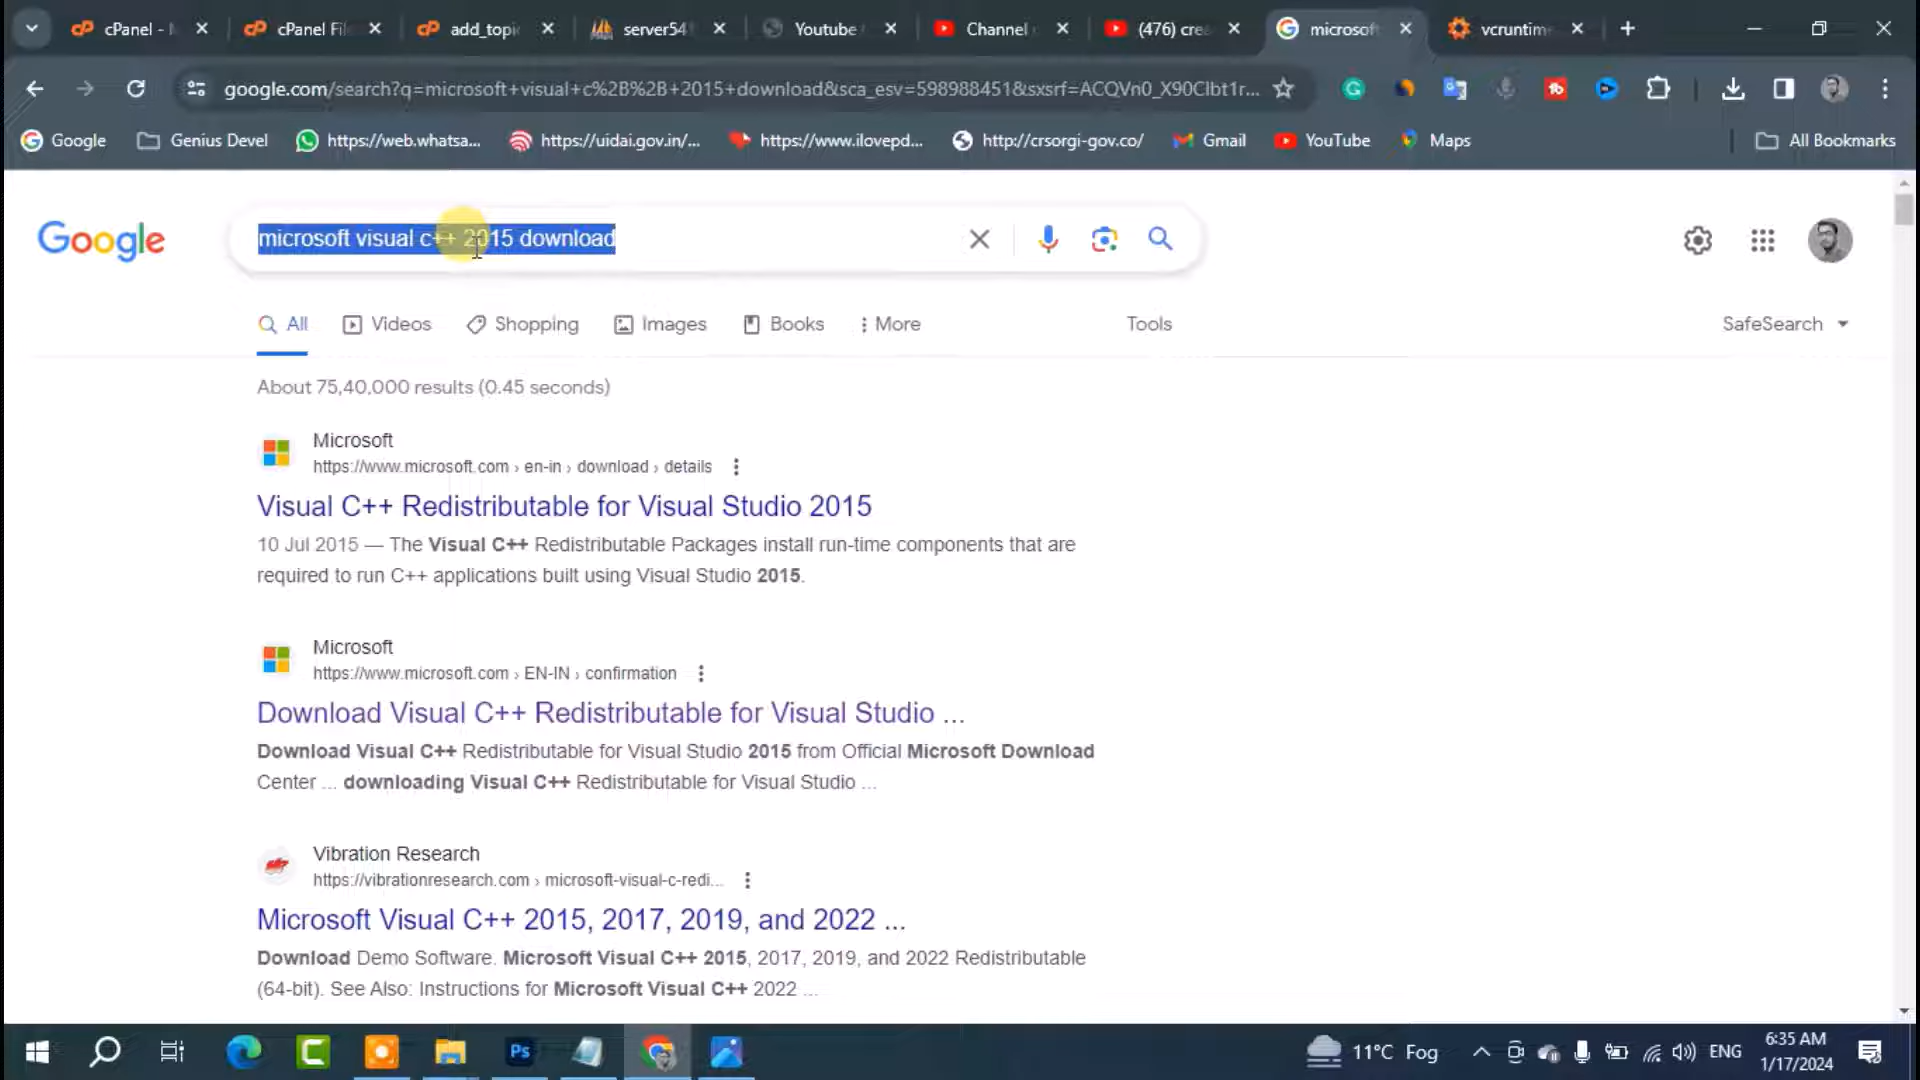 cPanel -
cPanel Fil
add_topic
server54
Youtube
Channel
(476) crea
microsoft
vcruntime
google.com/search?q=microsoft+visual+c%2B%2B+2015+download&sca_esv=598988451&sxsrf=ACQVn0_X90Clbt1r...
Google
Genius Devel
https://web.whatsa...
https://uidai.gov.in/...
https://www.ilovepd...
http://crsorgi-gov.co/
Gmail
YouTube
Maps
All Bookmarks
Google
microsoft visual c++ 2015 download
All
Videos
Shopping
Images
Books
More
Tools
SafeSearch
About 75,40,000 results (0.45 seconds)
Microsoft
https://www.microsoft.com › en-in › download › details
Visual C++ Redistributable for Visual Studio 2015
10 Jul 2015 — The Visual C++ Redistributable Packages install run-time components that are
required to run C++ applications built using Visual Studio 2015.
Microsoft
https://www.microsoft.com › EN-IN › confirmation
Download Visual C++ Redistributable for Visual Studio ...
Download Visual C++ Redistributable for Visual Studio 2015 from Official Microsoft Download
Center ... downloading Visual C++ Redistributable for Visual Studio ...
Vibration Research
https://vibrationresearch.com › microsoft-visual-c-redi...
Microsoft Visual C++ 2015, 2017, 2019, and 2022 ...
Download Demo Software. Microsoft Visual C++ 2015, 2017, 2019, and 2022 Redistributable
(64-bit). See Also: Instructions for Microsoft Visual C++ 2022 ...
Ps
11°C Fog
ENG
6:35 AM
1/17/2024